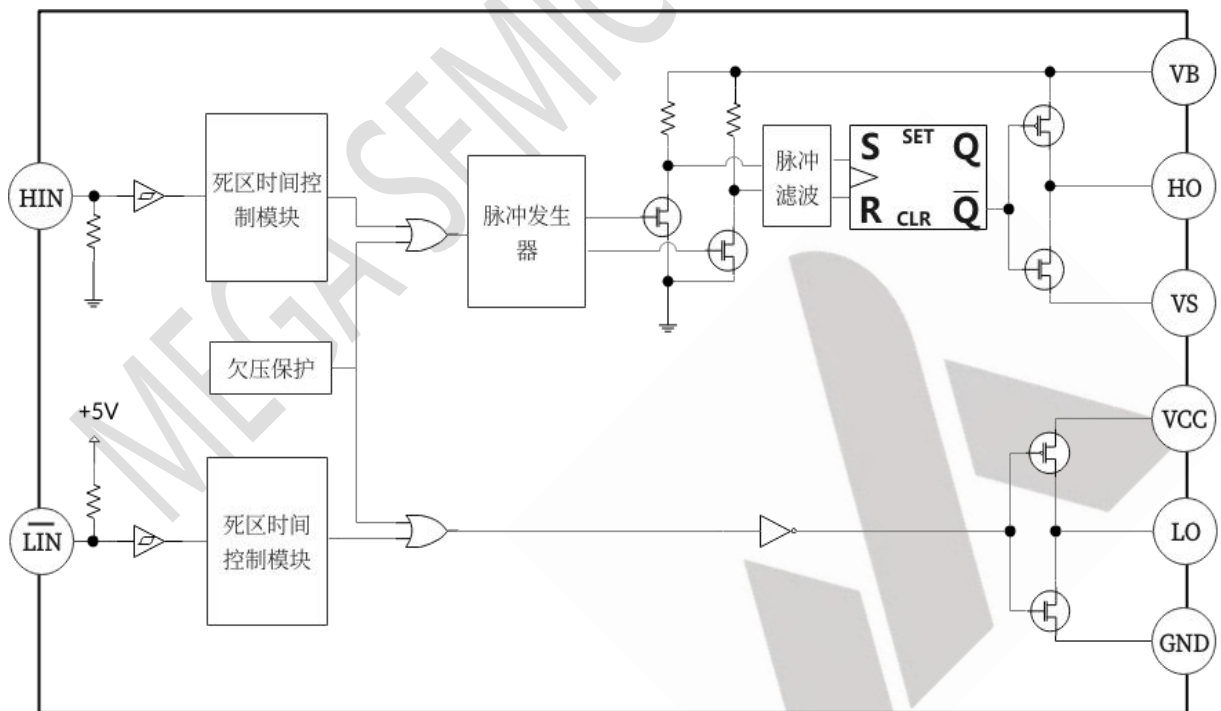 MEGA SEMIC
VB
HIN
死区时间控
制模块
脉冲发生
器
脉冲
滤波
S SET Q
R CLR Q̅
HO
VS
欠压保护
+5V
VCC
L̅I̅N̅
死区时间
控制模块
LO
GND